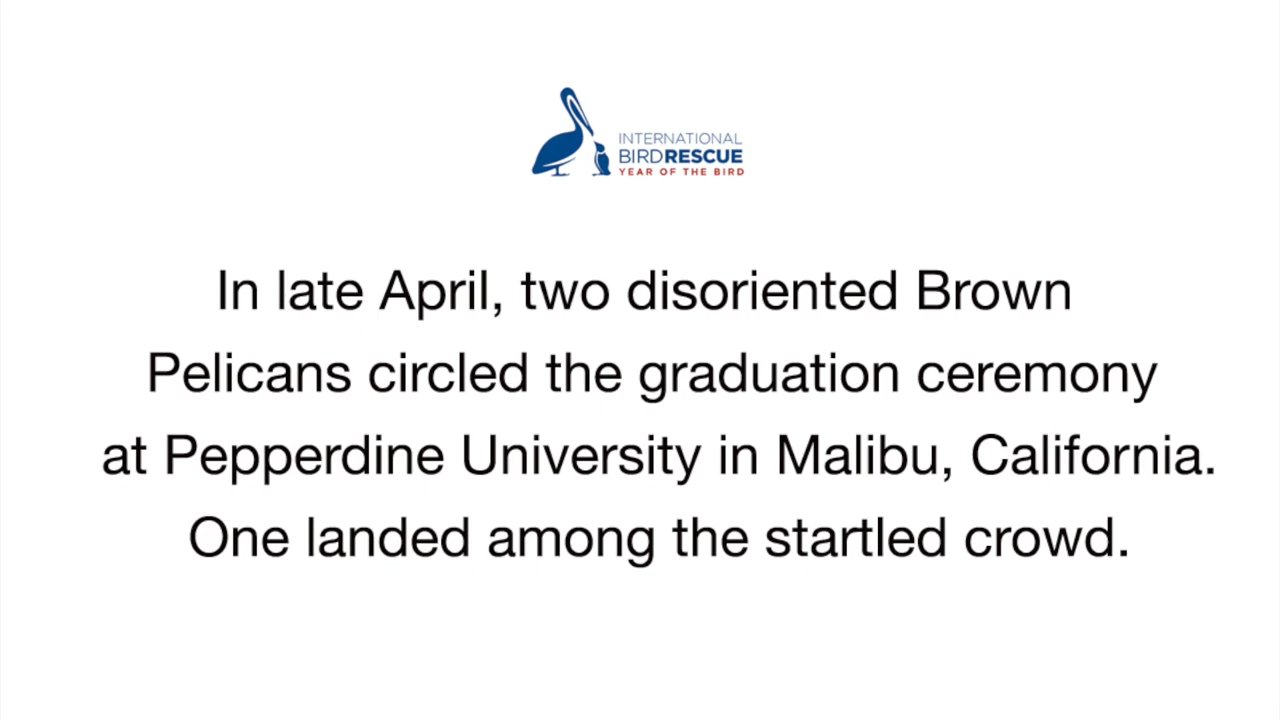 INTERNATIONAL
BIRDRESCUE
YEAR OF THE BIRD
In late April, two disoriented Brown
Pelicans circled the graduation ceremony
at Pepperdine University in Malibu, California.
One landed among the startled crowd.